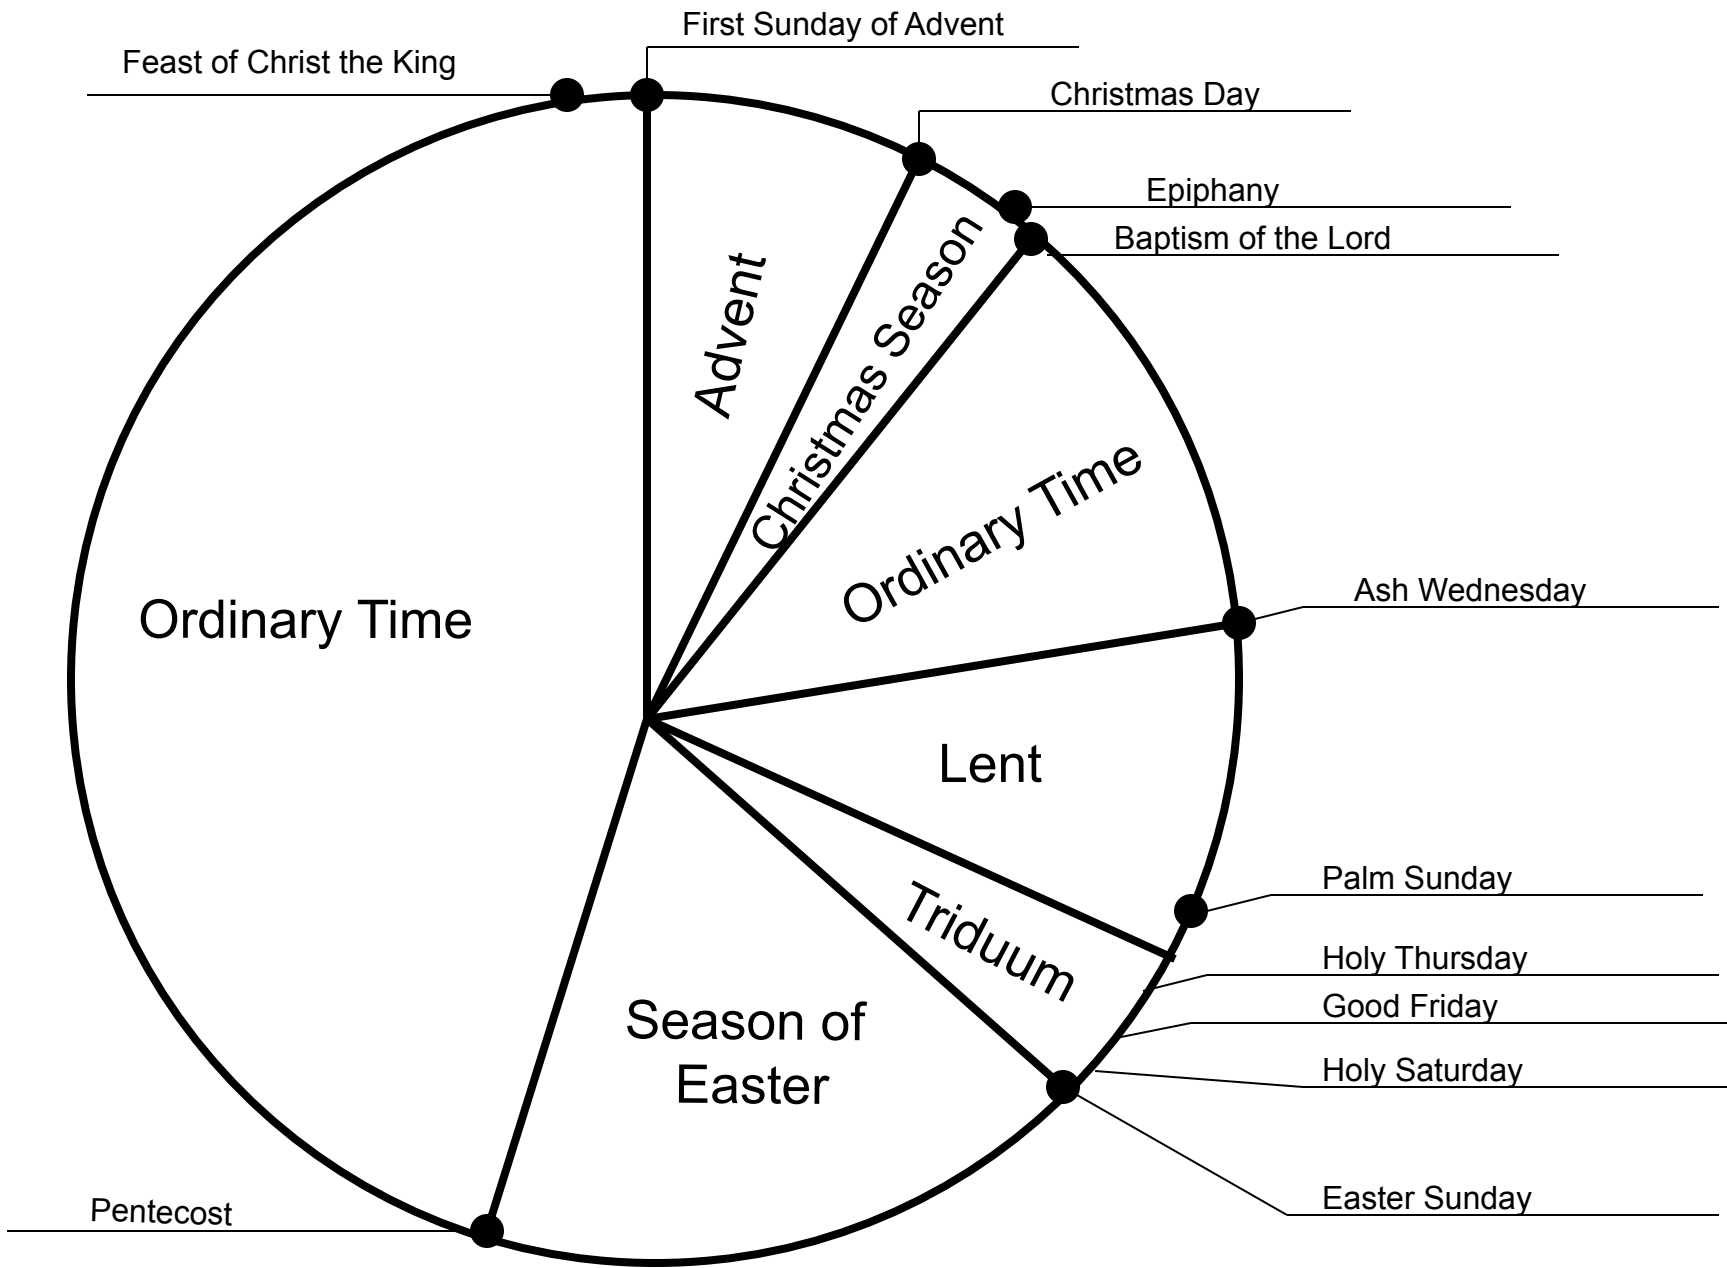 First Sunday of Advent
Feast of Christ the King
Christmas Day
Epiphany
Baptism of the Lord
Advent
Christmas Season
Ordinary Time
Ordinary Time
Ash Wednesday
Lent
Palm Sunday
Triduum
Holy Thursday
Good Friday
Season of
Easter
Holy Saturday
Easter Sunday
Pentecost